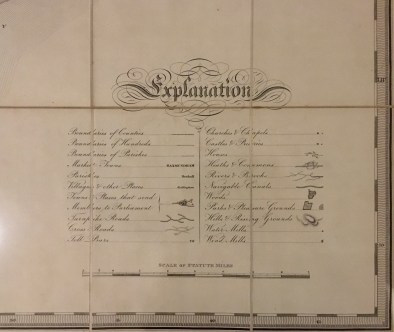 Explanation
Boundaries of Counties
Boundaries of Hundreds
Boundaries of Parishes
Market Towns
Parishes
Villages & other Places
Towns & Places that send
Members to Parliament
Turnpike Roads
Cross Roads
Toll Bars
Churches & Chapels
Castles & Priories
Houses
Heaths & Commons
Rivers & Brooks
Navigable Canals
Woods
Parks & Pleasure Grounds
Hills & Rising Grounds
Water Mills
Wind Mills
SCALE OF STATUTE MILES